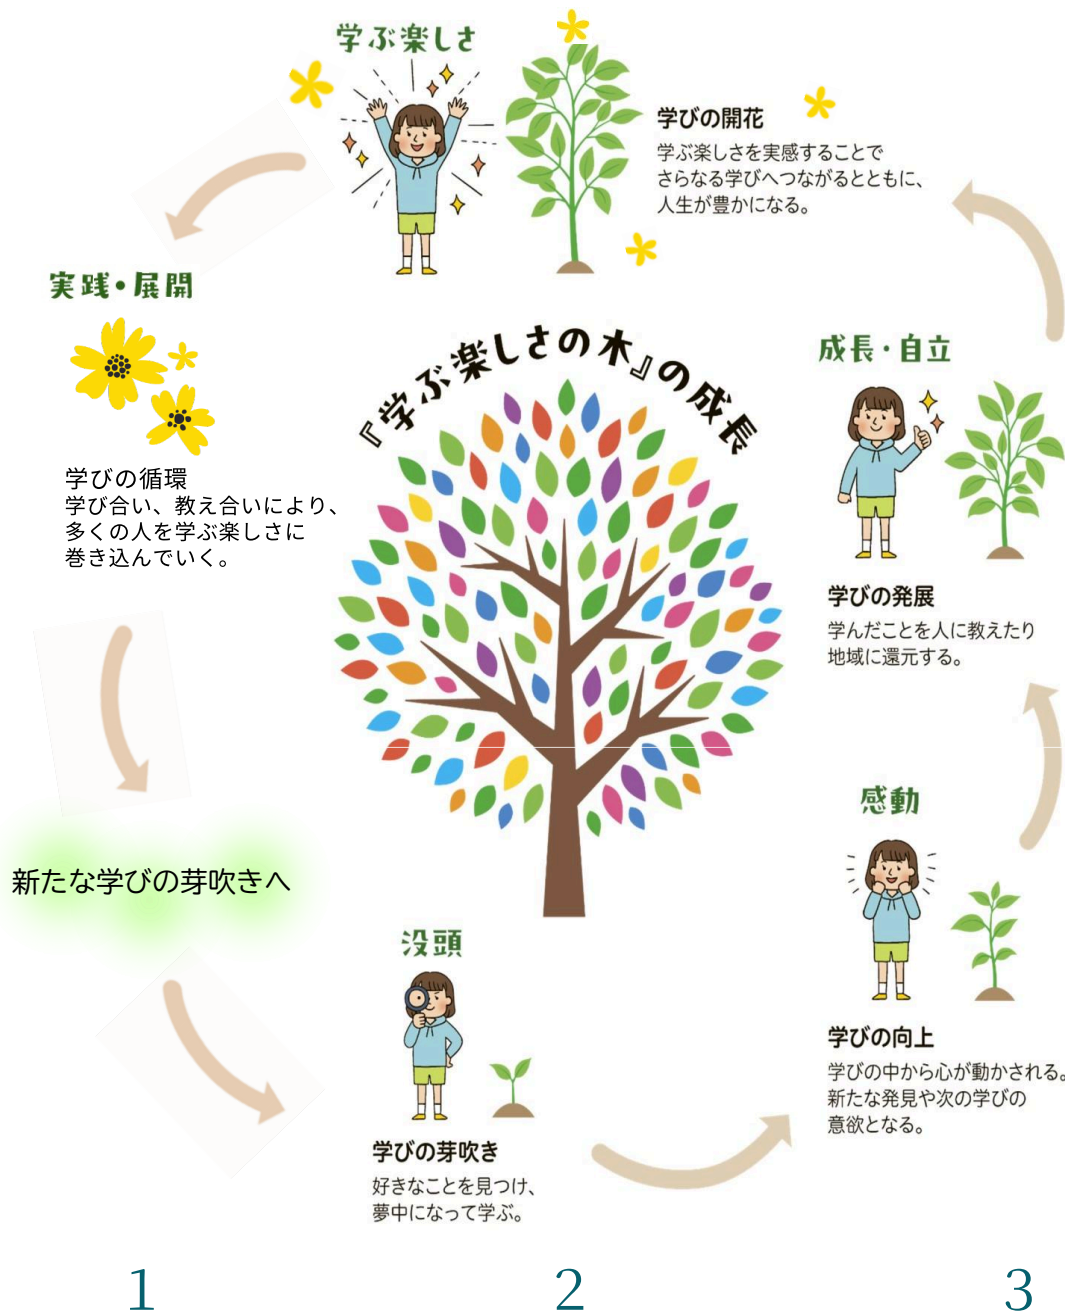 学ぶ楽しさ
学びの開花
学ぶ楽しさを実感することで
さらなる学びへつながるとともに、
人生が豊かになる。
実践・展開
学びの循環
学び合い、教え合いにより、
多くの人を学ぶ楽しさに
巻き込んでいく。
『学ぶ楽しさの木』の成長
成長・自立
学びの発展
学んだことを人に教えたり
地域に還元する。
新たな学びの芽吹きへ
感動
学びの向上
学びの中から心が動かされる。
新たな発見や次の学びの
意欲となる。
没頭
学びの芽吹き
好きなことを見つけ、
夢中になって学ぶ。
1
2
3